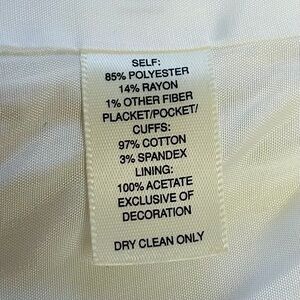 SELF:
85% POLYESTER
14% RAYON
1% OTHER FIBER
PLACKET/POCKET/
CUFFS:
97% COTTON
3% SPANDEX
LINING:
100% ACETATE
EXCLUSIVE OF
DECORATION
DRY CLEAN ONLY